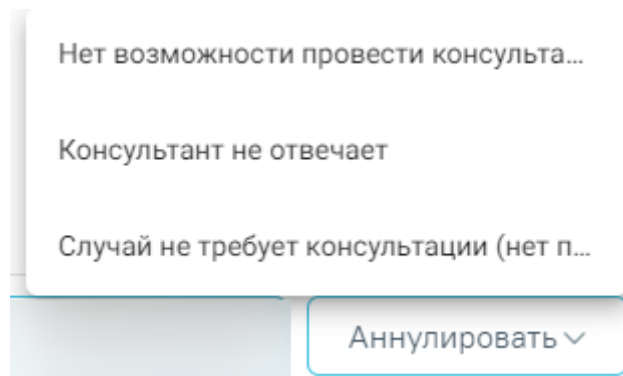 Нет возможности провести консульта...
Консультант не отвечает
Случай не требует консультации (нет п...
Аннулировать